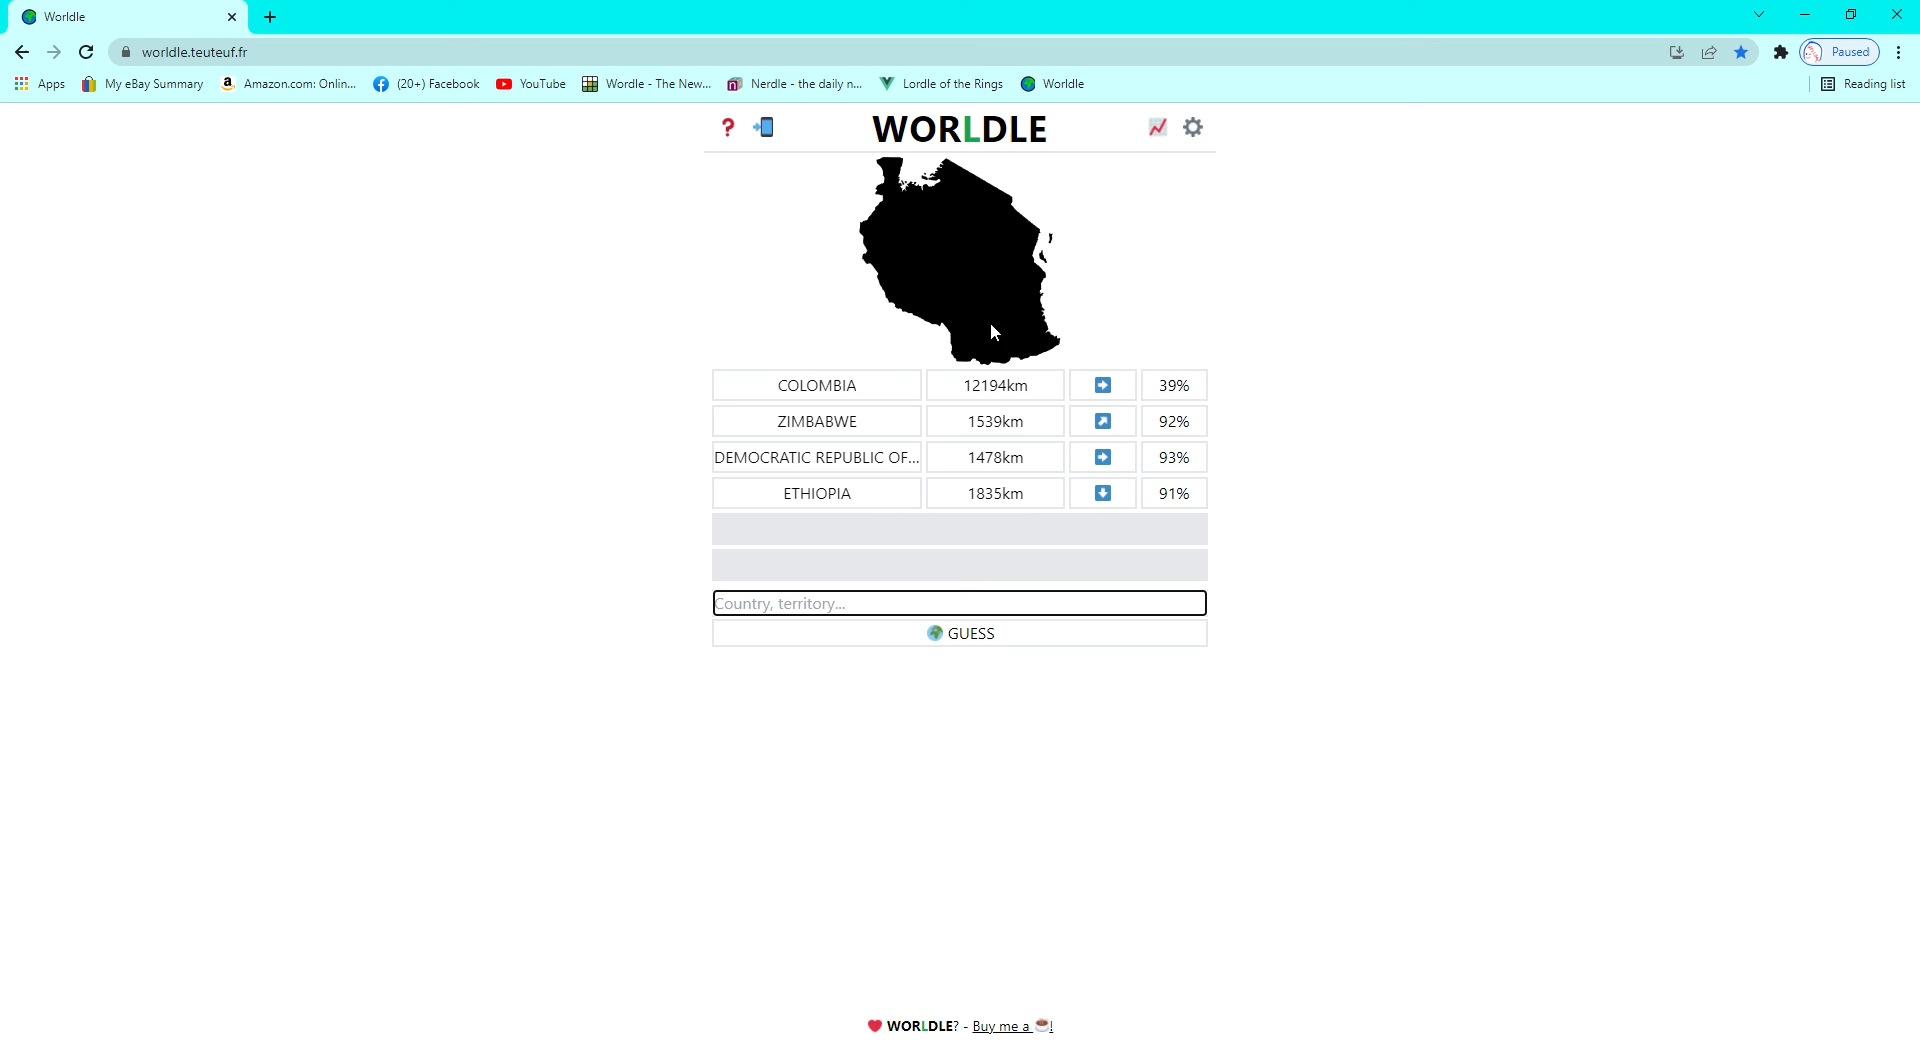 Worldle
worldle.teuteuf.fr
Paused
Apps
My eBay Summary
Amazon.com: Onlin...
(20+) Facebook
YouTube
Wordle - The New...
Nerdle - the daily n...
Lordle of the Rings
Worldle
Reading list
WORLDLE
COLOMBIA 12194km 39%
ZIMBABWE 1539km 92%
DEMOCRATIC REPUBLIC OF... 1478km 93%
ETHIOPIA 1835km 91%
Country, territory...
GUESS
WORLDLE? - Buy me a !